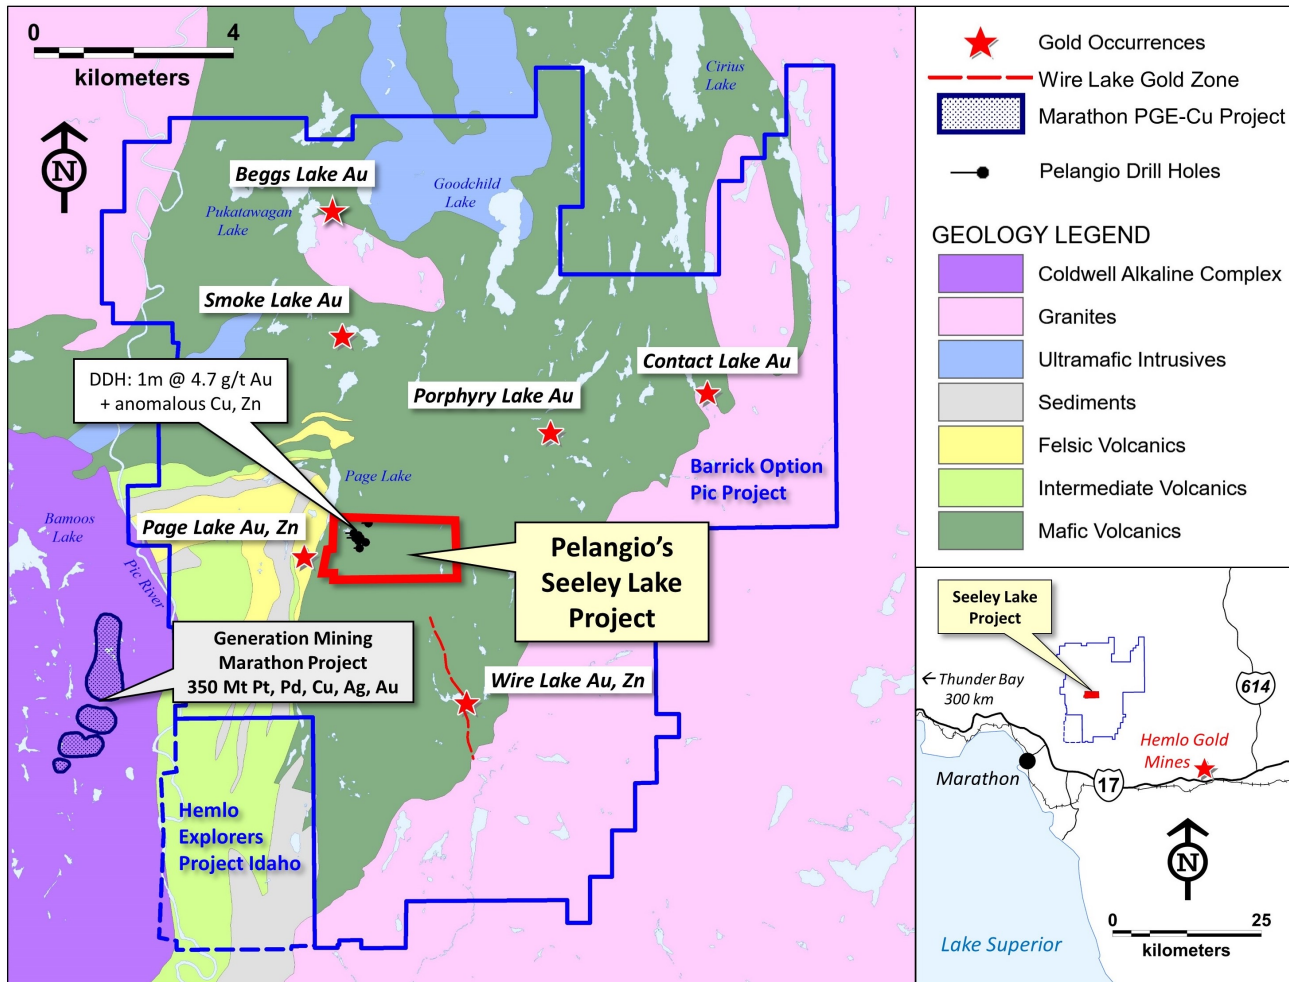 0 4
kilometers
N
Cirius
Lake
Beggs Lake Au
Goodchild
Lake
Pukatawagan
Lake
Smoke Lake Au
Contact Lake Au
DDH: 1m @ 4.7 g/t Au
+ anomalous Cu, Zn
Porphyry Lake Au
Barrick Option
Pic Project
Page Lake
Bamoos
Lake
Page Lake Au, Zn
Pic River
Pelangio’s
Seeley Lake
Project
Generation Mining
Marathon Project
350 Mt Pt, Pd, Cu, Ag, Au
Wire Lake Au, Zn
Hemlo
Explorers
Project Idaho
Gold Occurrences
Wire Lake Gold Zone
Marathon PGE-Cu Project
Pelangio Drill Holes
GEOLOGY LEGEND
Coldwell Alkaline Complex
Granites
Ultramafic Intrusives
Sediments
Felsic Volcanics
Intermediate Volcanics
Mafic Volcanics
Seeley Lake
Project
← Thunder Bay
300 km
614
Hemlo Gold
Mines
Marathon
17
N
0 25
kilometers
Lake Superior